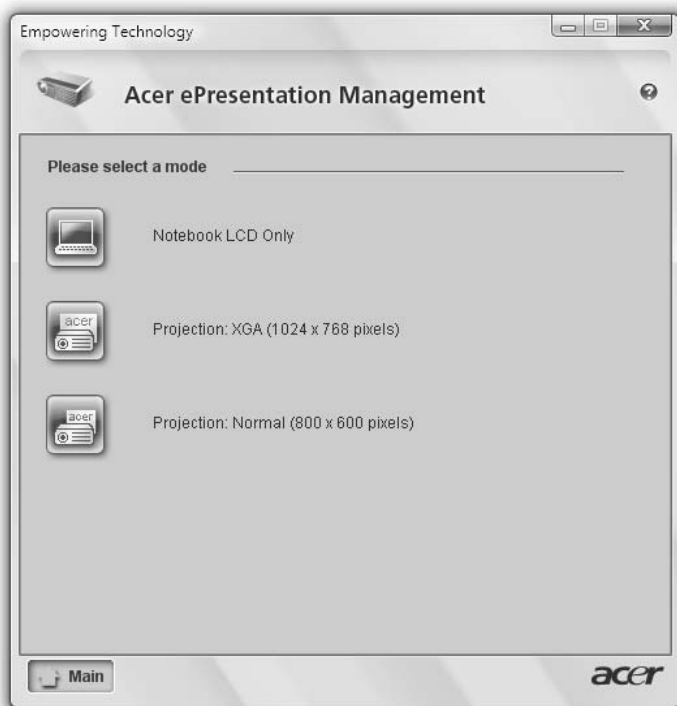 Empowering Technology
Acer ePresentation Management
Please select a mode
Notebook LCD Only
acer
Projection: XGA (1024 x 768 pixels)
acer
Projection: Normal (800 x 600 pixels)
Main
acer